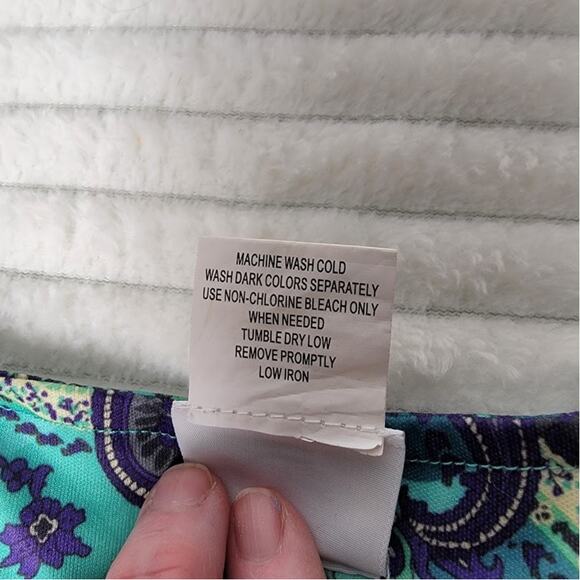 MACHINE WASH COLD
WASH DARK COLORS SEPARATELY
USE NON-CHLORINE BLEACH ONLY
WHEN NEEDED
TUMBLE DRY LOW
REMOVE PROMPTLY
LOW IRON